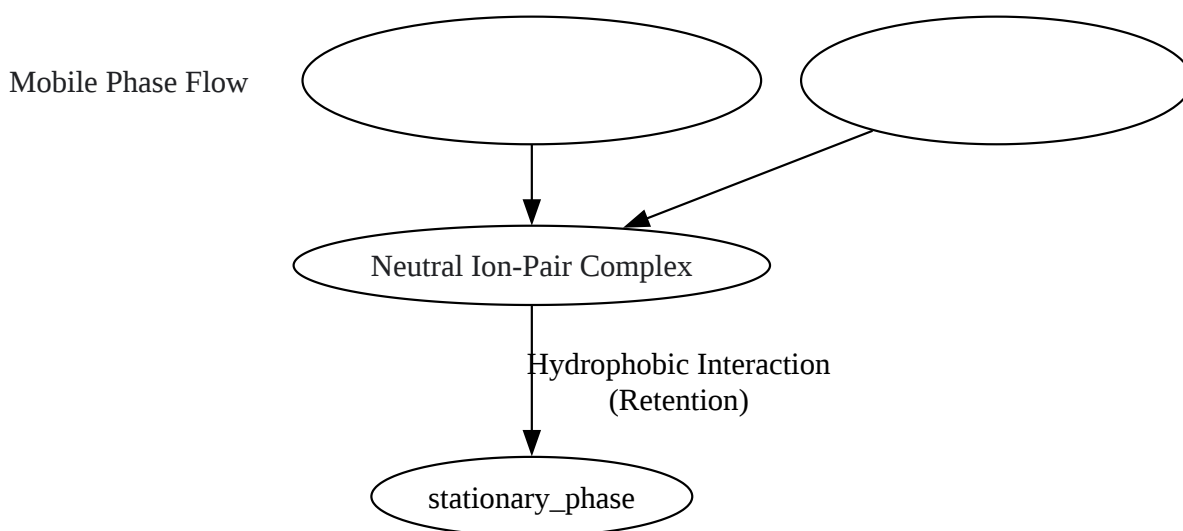 Mobile Phase Flow
Neutral Ion-Pair Complex
Hydrophobic Interaction
(Retention)
stationary_phase